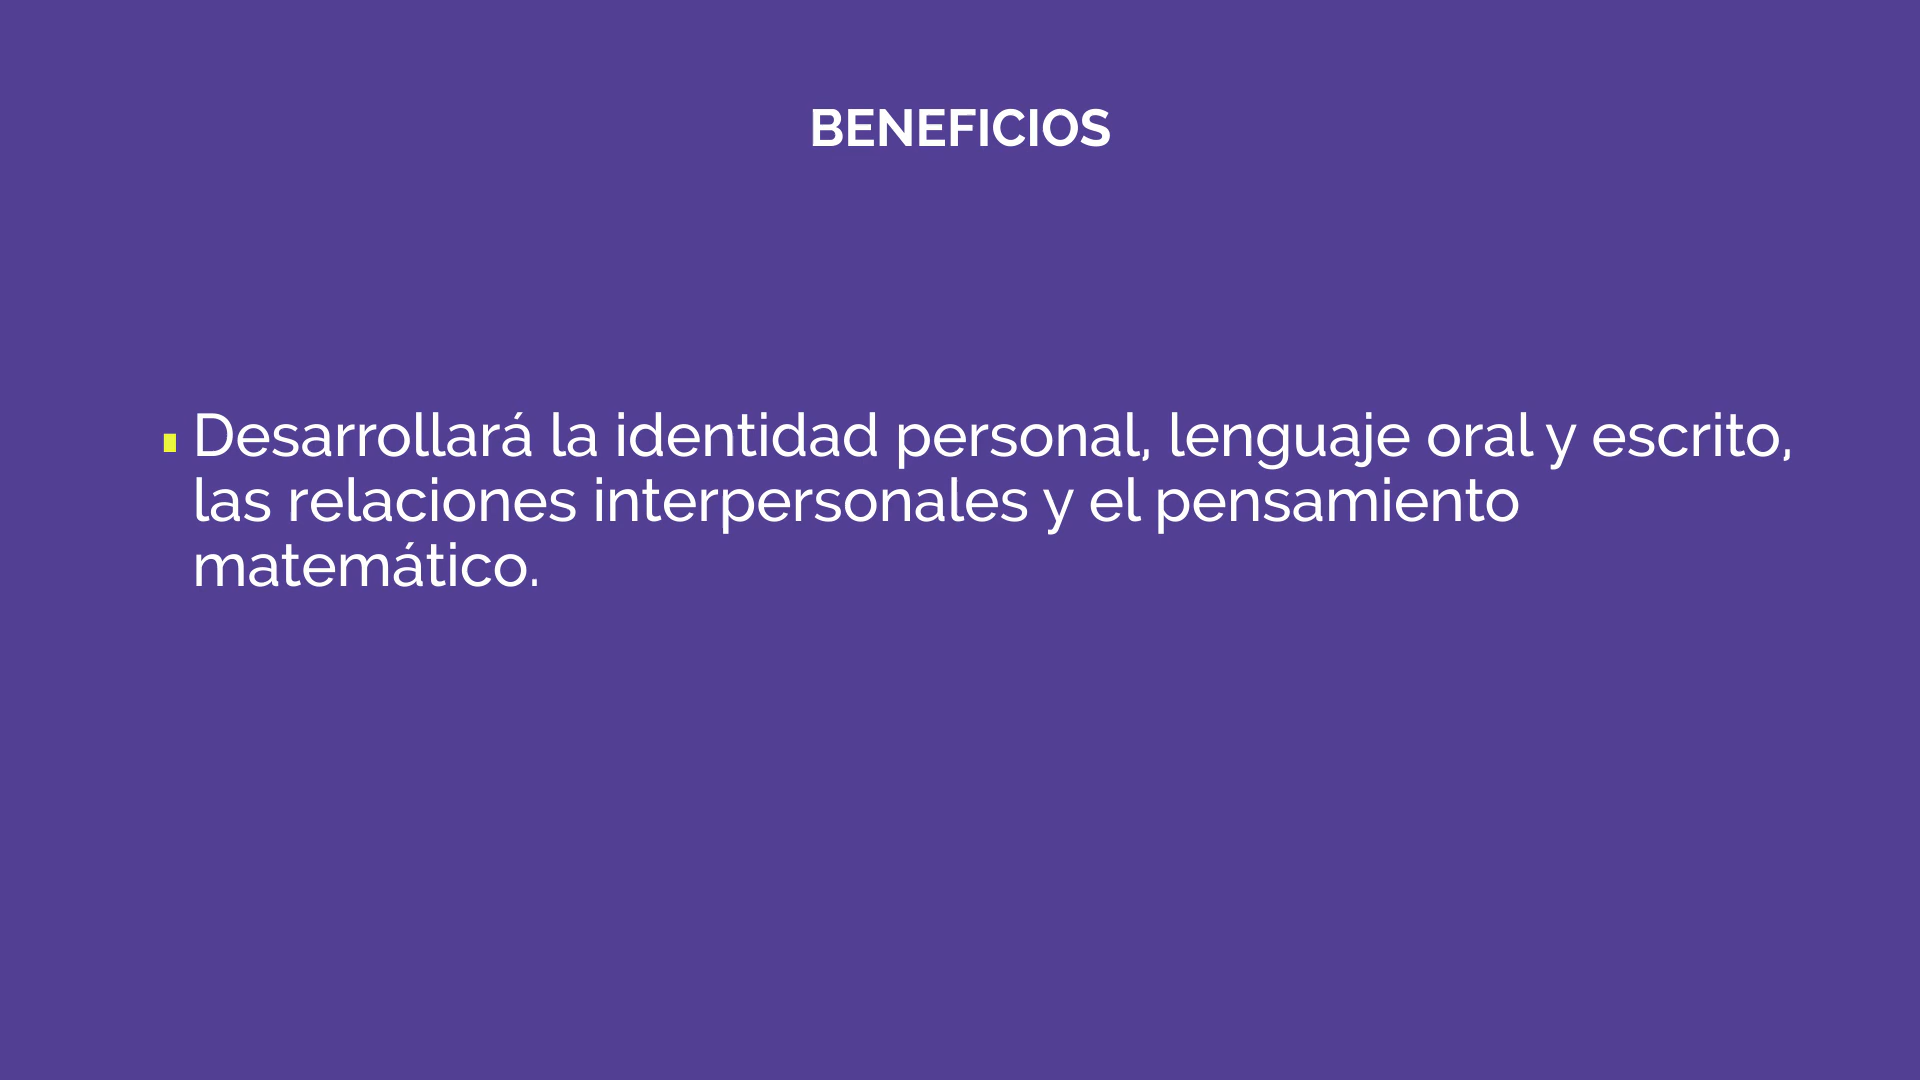 BENEFICIOS
Desarrollará la identidad personal, lenguaje oral y escrito,
las relaciones interpersonales y el pensamiento
matemático.